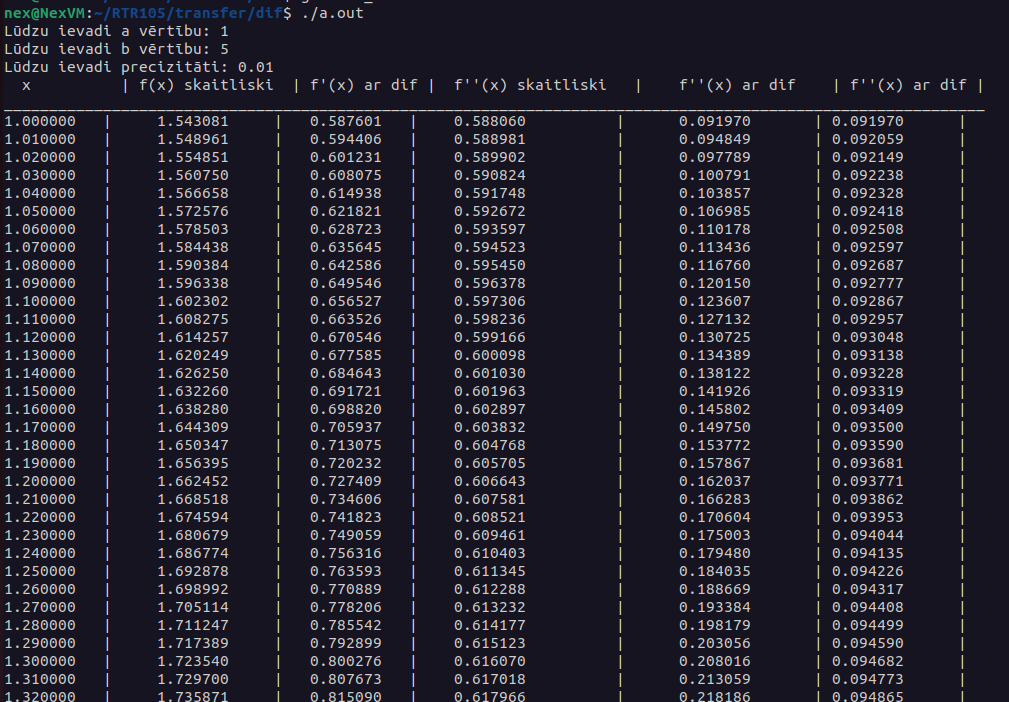 nex@NexVM:~/RTR105/transfer/dif$ ./a.out
Lūdzu ievadi a vērtību: 1
Lūdzu ievadi b vērtību: 5
Lūdzu ievadi precizitāti: 0.01
x | f(x) skaitliski | f'(x) ar dif | f''(x) skaitliski | f''(x) ar dif | f''(x) ar dif |
1.000000 | 1.543081 | 0.587601 | 0.588060 | 0.091970 | 0.091970 |
1.010000 | 1.548961 | 0.594406 | 0.588981 | 0.094849 | 0.092059 |
1.020000 | 1.554851 | 0.601231 | 0.589902 | 0.097789 | 0.092149 |
1.030000 | 1.560750 | 0.608075 | 0.590824 | 0.100791 | 0.092238 |
1.040000 | 1.566658 | 0.614938 | 0.591748 | 0.103857 | 0.092328 |
1.050000 | 1.572576 | 0.621821 | 0.592672 | 0.106985 | 0.092418 |
1.060000 | 1.578503 | 0.628723 | 0.593597 | 0.110178 | 0.092508 |
1.070000 | 1.584438 | 0.635645 | 0.594523 | 0.113436 | 0.092597 |
1.080000 | 1.590384 | 0.642586 | 0.595450 | 0.116760 | 0.092687 |
1.090000 | 1.596338 | 0.649546 | 0.596378 | 0.120150 | 0.092777 |
1.100000 | 1.602302 | 0.656527 | 0.597306 | 0.123607 | 0.092867 |
1.110000 | 1.608275 | 0.663526 | 0.598236 | 0.127132 | 0.092957 |
1.120000 | 1.614257 | 0.670546 | 0.599166 | 0.130725 | 0.093048 |
1.130000 | 1.620249 | 0.677585 | 0.600098 | 0.134389 | 0.093138 |
1.140000 | 1.626250 | 0.684643 | 0.601030 | 0.138122 | 0.093228 |
1.150000 | 1.632260 | 0.691721 | 0.601963 | 0.141926 | 0.093319 |
1.160000 | 1.638280 | 0.698820 | 0.602897 | 0.145802 | 0.093409 |
1.170000 | 1.644309 | 0.705937 | 0.603832 | 0.149750 | 0.093500 |
1.180000 | 1.650347 | 0.713075 | 0.604768 | 0.153772 | 0.093590 |
1.190000 | 1.656395 | 0.720232 | 0.605705 | 0.157867 | 0.093681 |
1.200000 | 1.662452 | 0.727409 | 0.606643 | 0.162037 | 0.093771 |
1.210000 | 1.668518 | 0.734606 | 0.607581 | 0.166283 | 0.093862 |
1.220000 | 1.674594 | 0.741823 | 0.608521 | 0.170604 | 0.093953 |
1.230000 | 1.680679 | 0.749059 | 0.609461 | 0.175003 | 0.094044 |
1.240000 | 1.686774 | 0.756316 | 0.610403 | 0.179480 | 0.094135 |
1.250000 | 1.692878 | 0.763593 | 0.611345 | 0.184035 | 0.094226 |
1.260000 | 1.698992 | 0.770889 | 0.612288 | 0.188669 | 0.094317 |
1.270000 | 1.705114 | 0.778206 | 0.613232 | 0.193384 | 0.094408 |
1.280000 | 1.711247 | 0.785542 | 0.614177 | 0.198179 | 0.094499 |
1.290000 | 1.717389 | 0.792899 | 0.615123 | 0.203056 | 0.094590 |
1.300000 | 1.723540 | 0.800276 | 0.616070 | 0.208016 | 0.094682 |
1.310000 | 1.729700 | 0.807673 | 0.617018 | 0.213059 | 0.094773 |
1.320000 | 1.735871 | 0.815090 | 0.617966 | 0.218186 | 0.094865 |